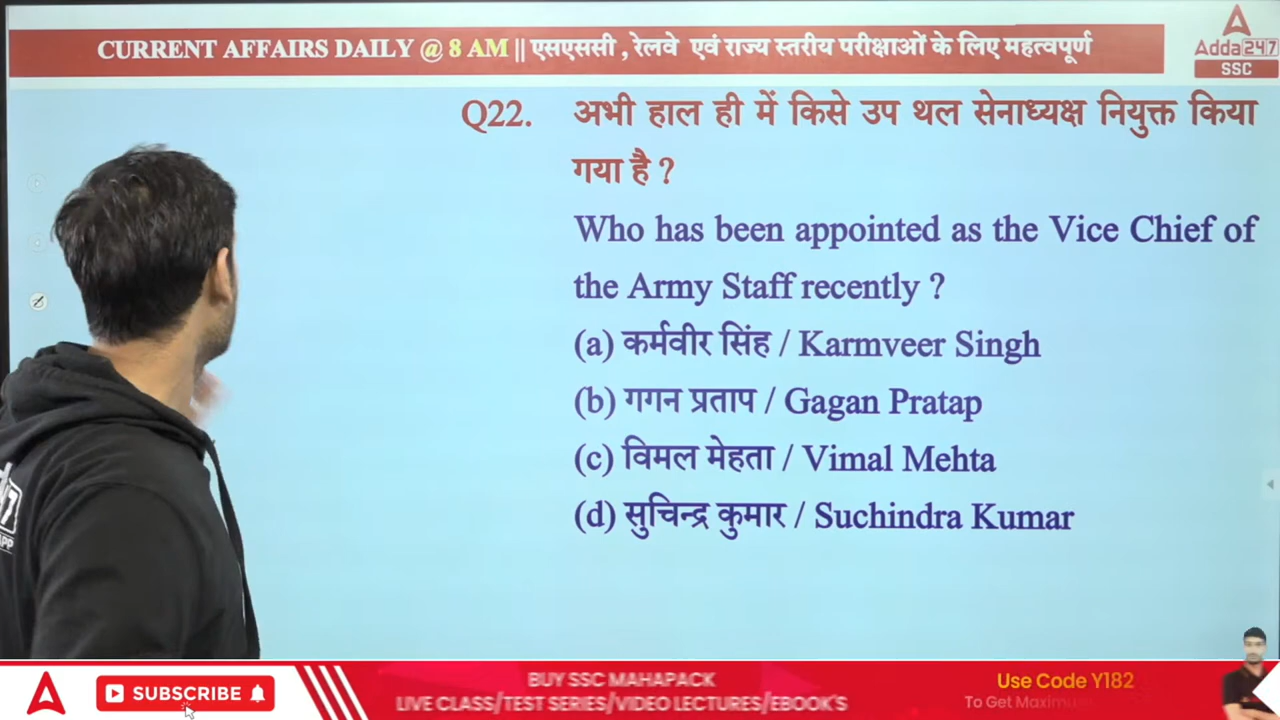 CURRENT AFFAIRS DAILY @ 8 AM || एसएससी , रेलवे एवं राज्य स्तरीय परीक्षाओं के लिए महत्वपूर्ण
Adda247
SSC
Q22. अभी हाल ही में किसे उप थल सेनाध्यक्ष नियुक्त किया
गया है ?
Who has been appointed as the Vice Chief of
the Army Staff recently ?
(a) कर्मवीर सिंह / Karmveer Singh
(b) गगन प्रताप / Gagan Pratap
(c) विमल मेहता / Vimal Mehta
(d) सुचिन्द्र कुमार / Suchindra Kumar
SUBSCRIBE
BUY SSC MAHAPACK
LIVE CLASS/TEST SERIES/VIDEO LECTURES/EBOOK'S
Use Code Y182
To Get